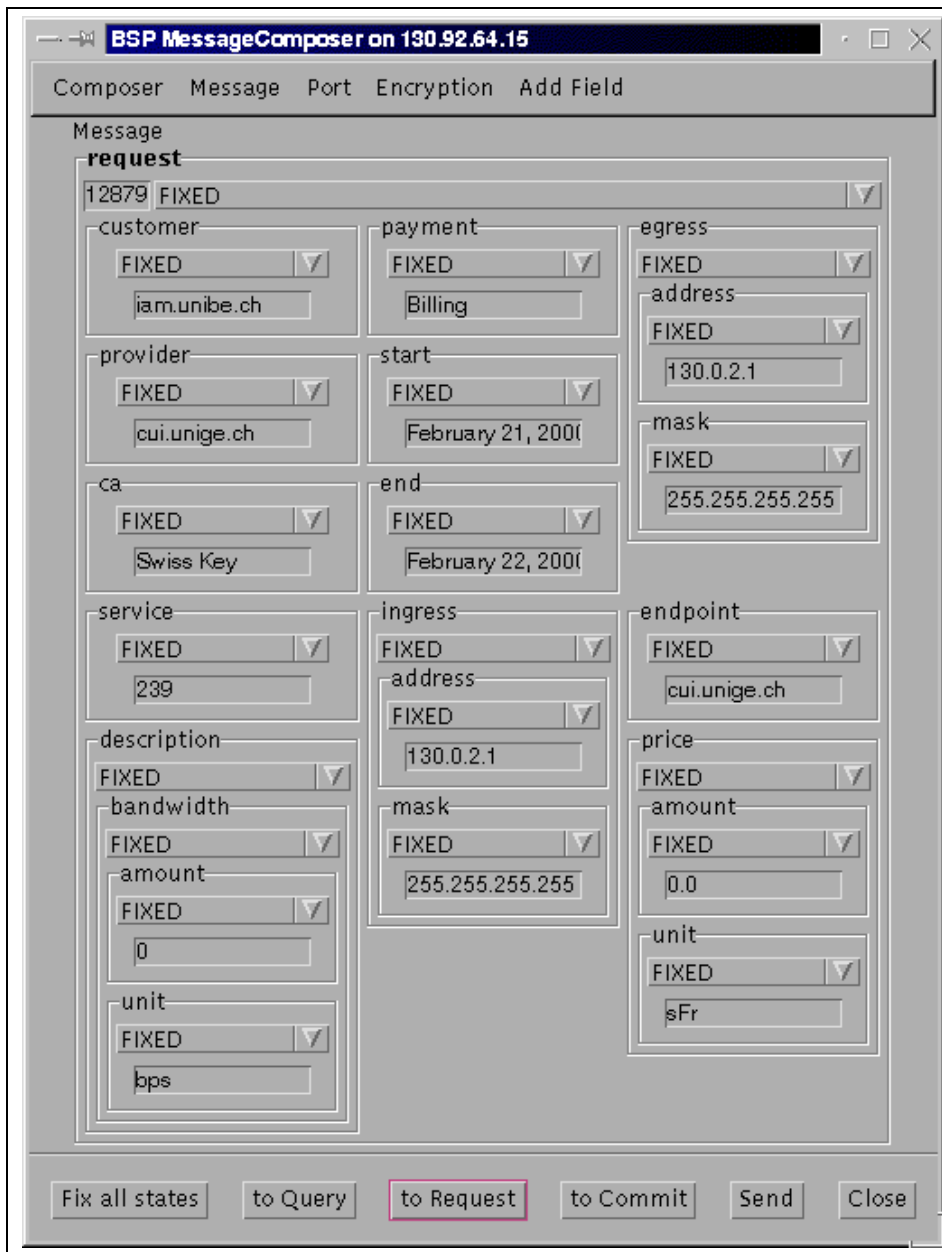 BSP MessageComposer on 130.92.64.15
Composer Message Port Encryption Add Field
Message
request
12879 FIXED
customer
FIXED
iam.unibe.ch
provider
FIXED
cui.unige.ch
ca
FIXED
Swiss Key
service
FIXED
239
description
FIXED
bandwidth
FIXED
amount
FIXED
0
unit
FIXED
bps
payment
FIXED
Billing
start
FIXED
February 21, 200
end
FIXED
February 22, 200
ingress
FIXED
address
FIXED
130.0.2.1
mask
FIXED
255.255.255.255
egress
FIXED
address
FIXED
130.0.2.1
mask
FIXED
255.255.255.255
endpoint
FIXED
cui.unige.ch
price
FIXED
amount
FIXED
0.0
unit
FIXED
sFr
Fix all states to Query to Request to Commit Send Close